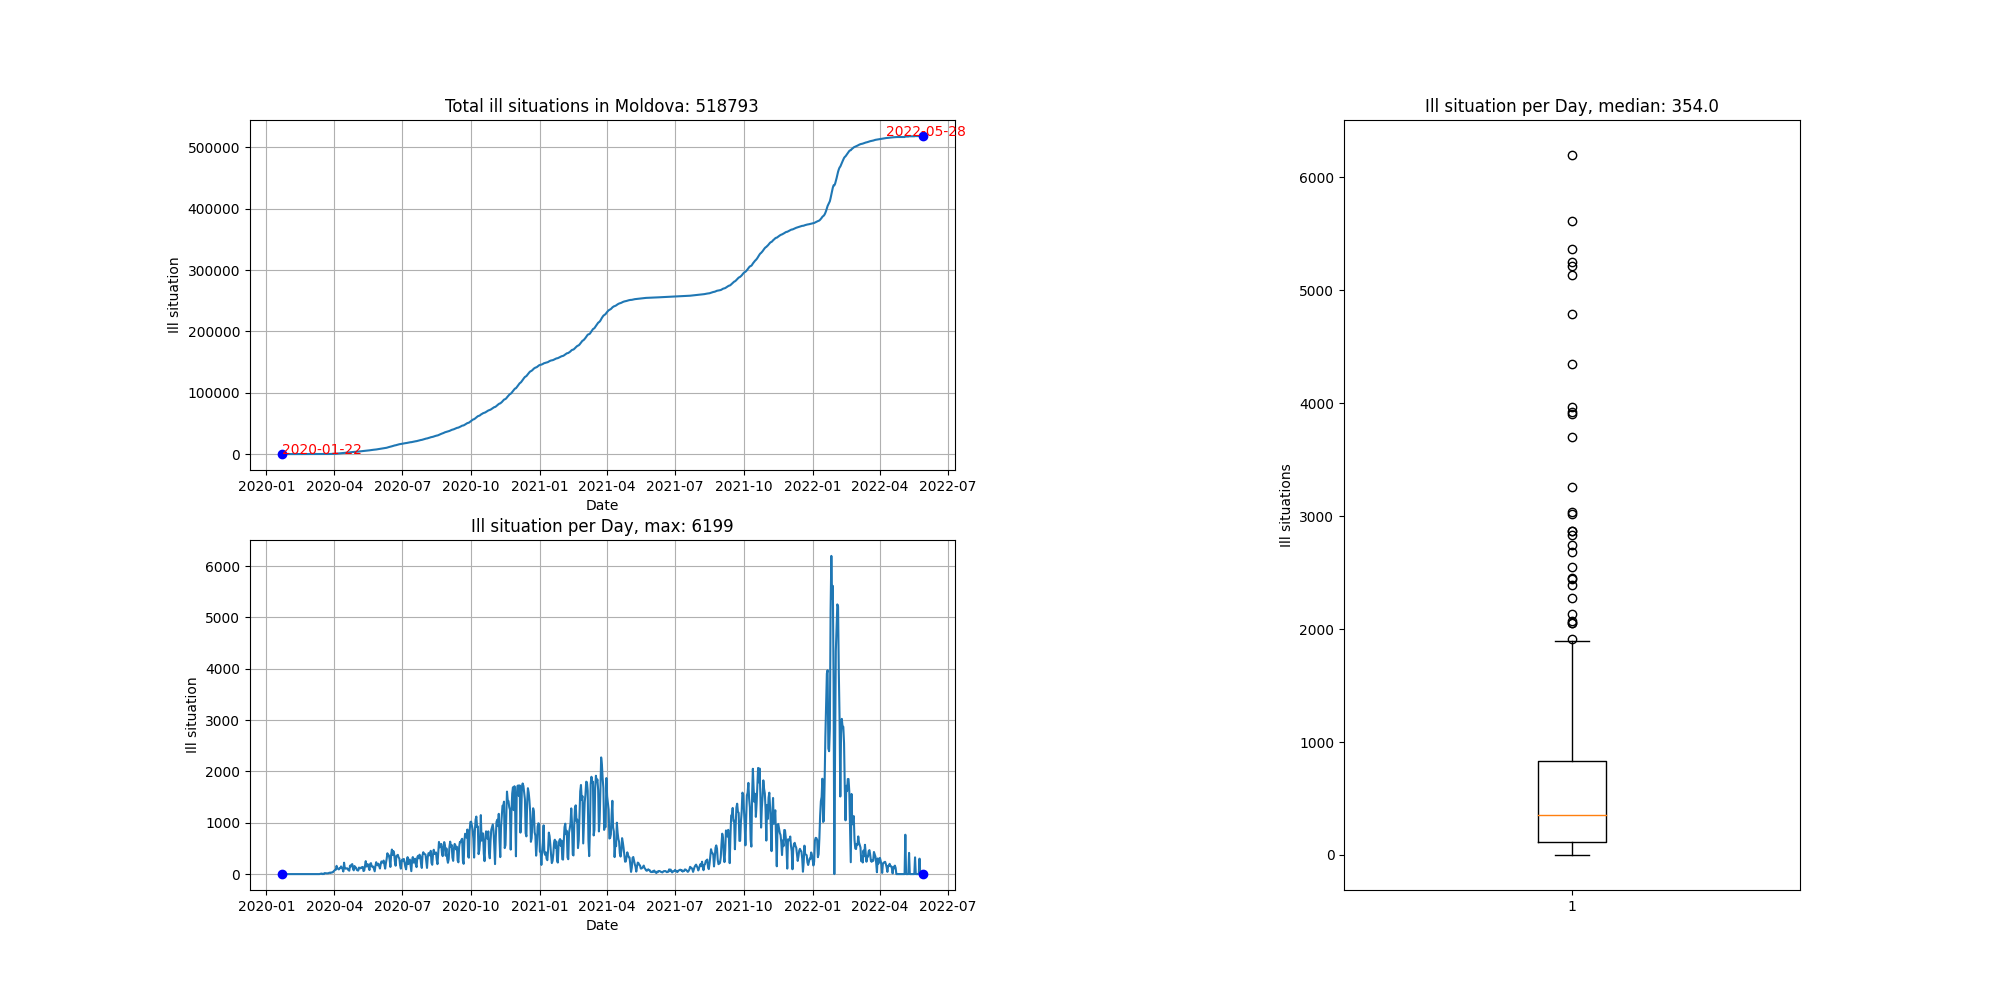 Total ill situations in Moldova: 518793
Ill situation
500000
400000
300000
200000
100000
0
2022-05-28
2020-01-22
2020-01 2020-04 2020-07 2020-10 2021-01 2021-04 2021-07 2021-10 2022-01 2022-04 2022-07
Date
Ill situation per Day, max: 6199
Ill situation
6000
5000
4000
3000
2000
1000
0
2020-01 2020-04 2020-07 2020-10 2021-01 2021-04 2021-07 2021-10 2022-01 2022-04 2022-07
Date
Ill situation per Day, median: 354.0
Ill situations
6000
5000
4000
3000
2000
1000
0
1